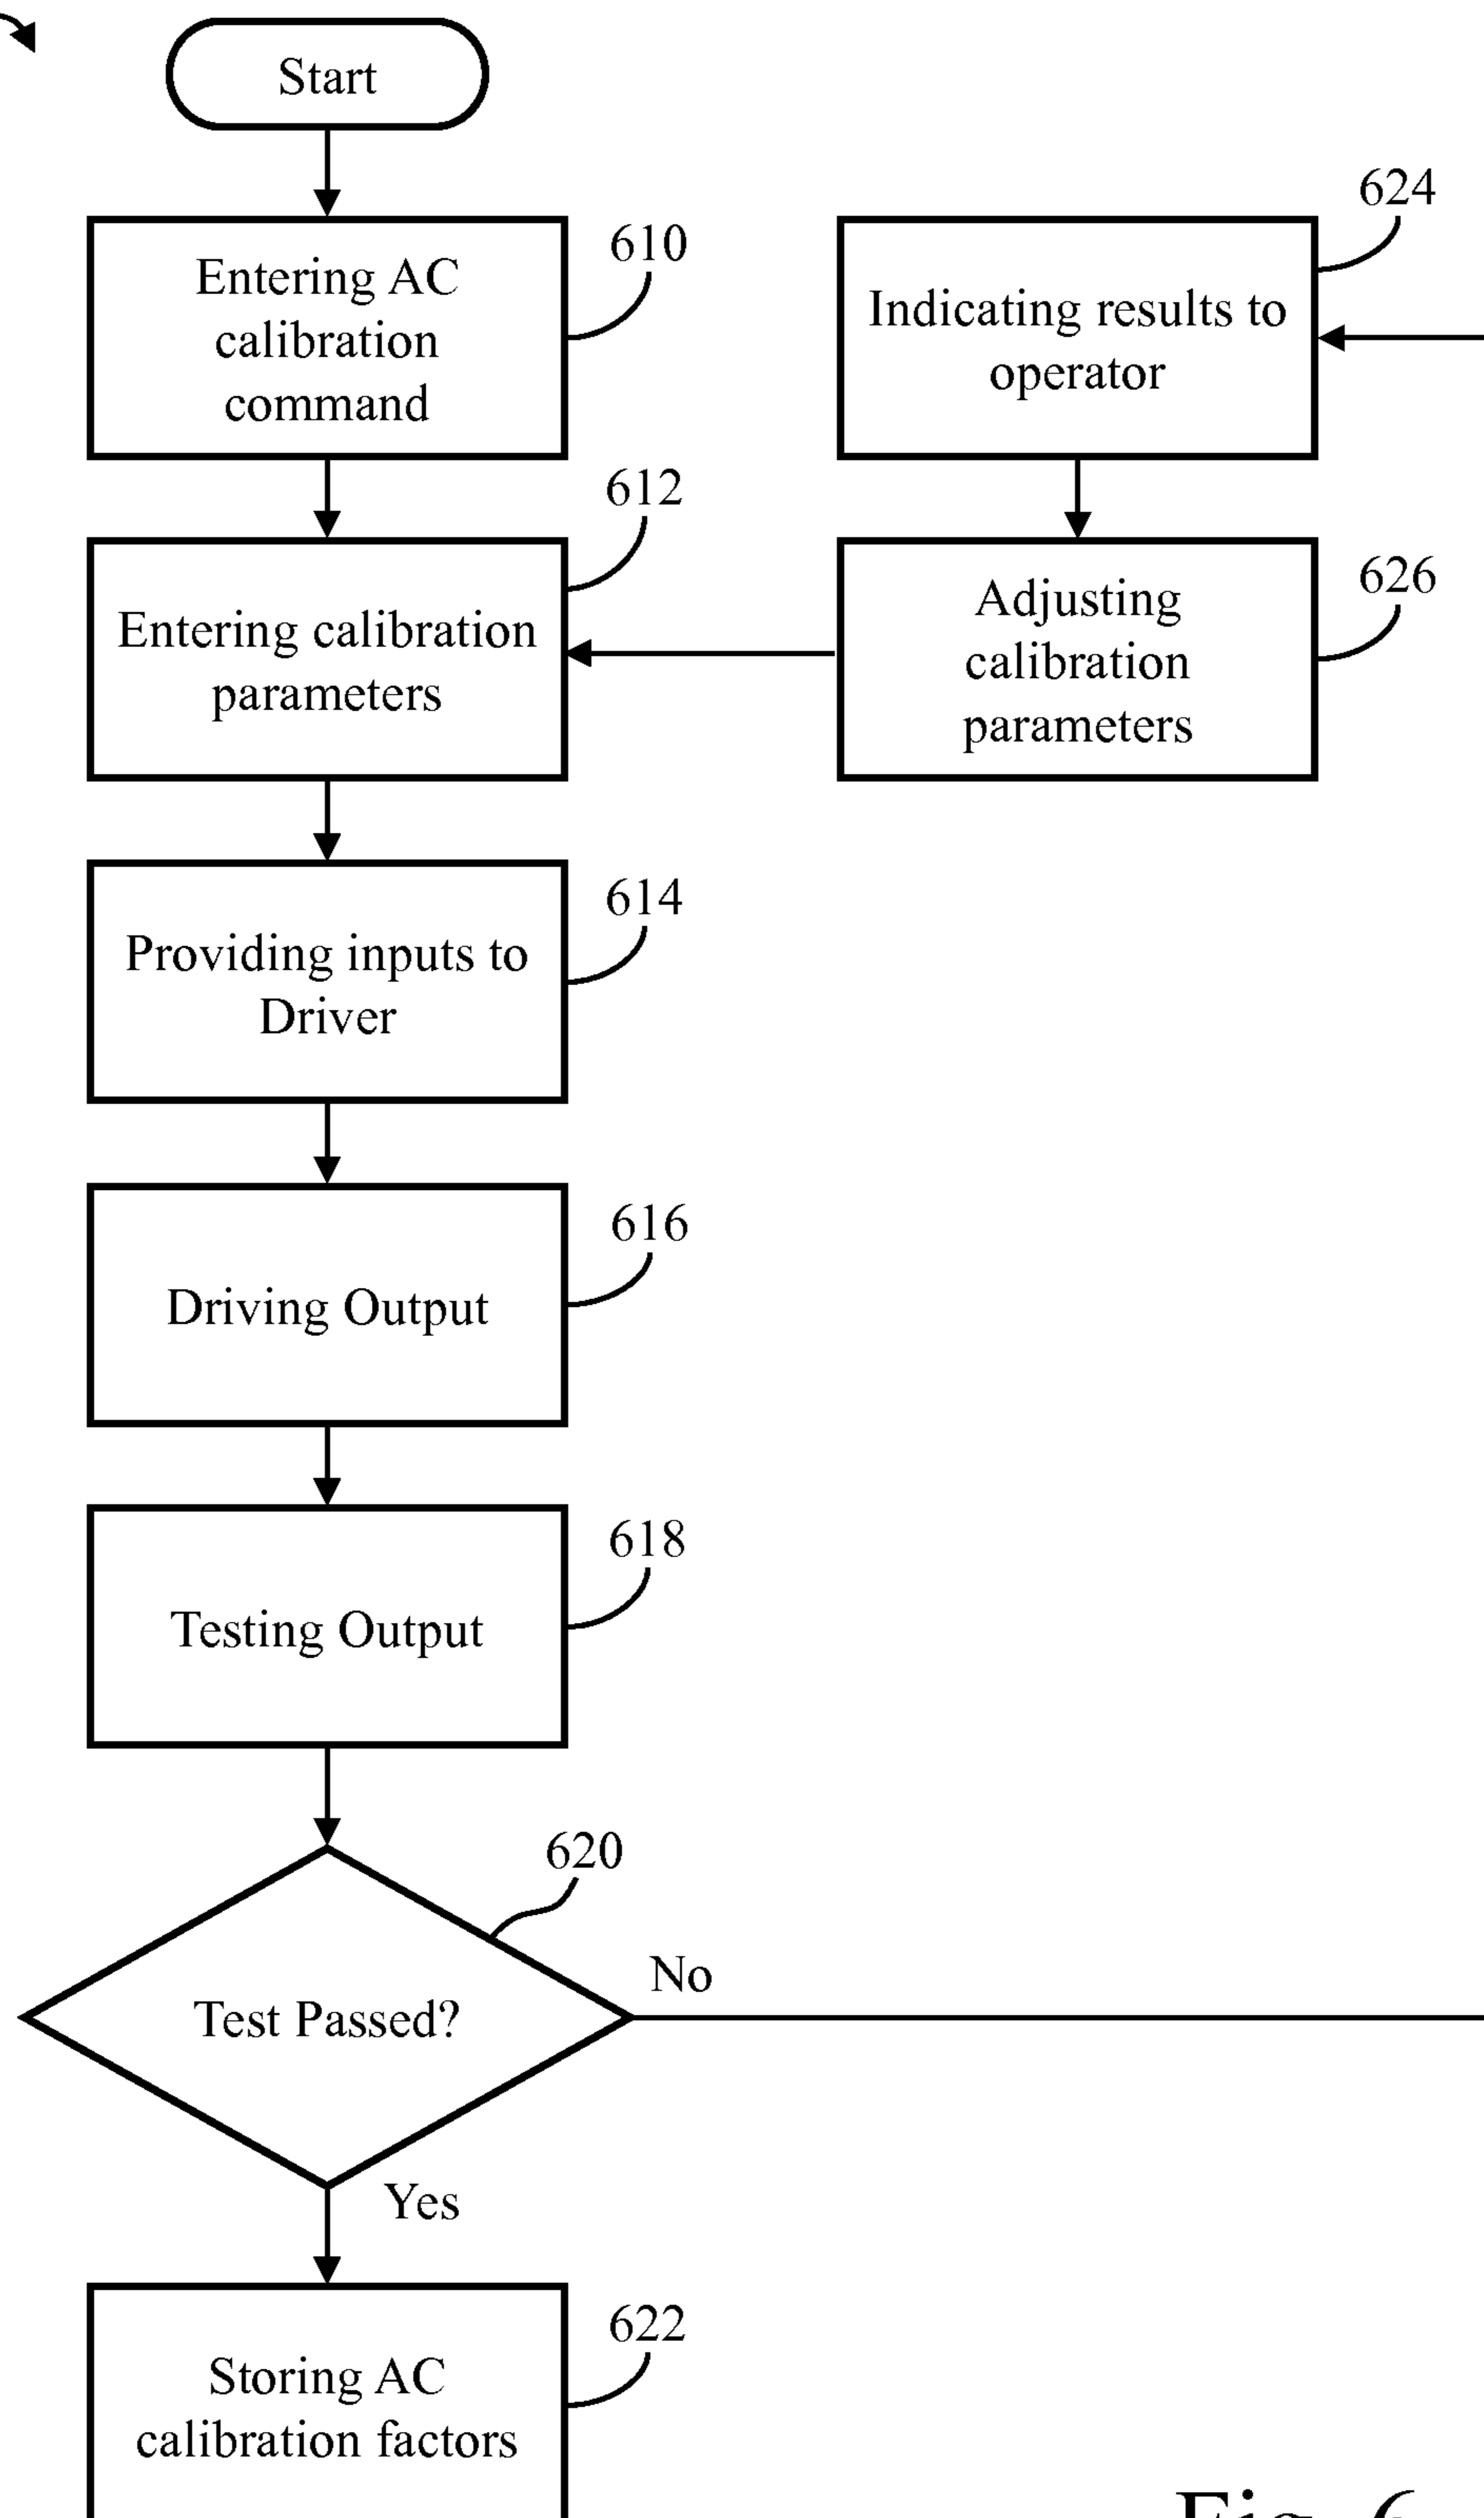 Start
610
Entering AC
calibration
command
624
Indicating results to
operator
612
Entering calibration
parameters
626
Adjusting
calibration
parameters
614
Providing inputs to
Driver
616
Driving Output
618
Testing Output
620
Test Passed?
No
Yes
622
Storing AC
calibration factors
Fig. 6